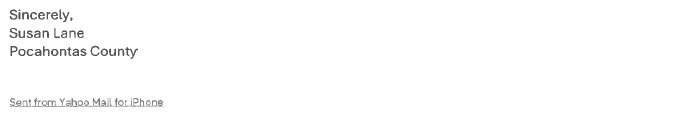 Sincerely,
Susan Lane
Pocahontas County
Sent from Yahoo Mail for iPhone